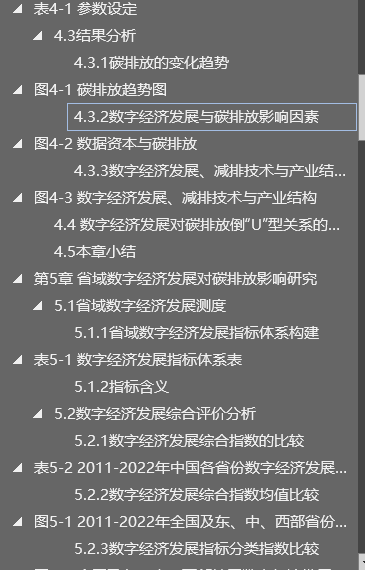 表4-1 参数设定
4.3结果分析
4.3.1碳排放的变化趋势
图4-1 碳排放趋势图
4.3.2数字经济发展与碳排放影响因素
图4-2 数据资本与碳排放
4.3.3数字经济发展、减排技术与产业结...
图4-3 数字经济发展、减排技术与产业结构
4.4 数字经济发展对碳排放倒“U”型关系的...
4.5本章小结
第5章 省域数字经济发展对碳排放影响研究
5.1省域数字经济发展测度
5.1.1省域数字经济发展指标体系构建
表5-1 数字经济发展指标体系表
5.1.2指标含义
5.2数字经济发展综合评价分析
5.2.1数字经济发展综合指数的比较
表5-2 2011-2022年中国各省份数字经济发展...
5.2.2数字经济发展综合指数均值比较
图5-1 2011-2022年全国及东、中、西部省份...
5.2.3数字经济发展指标分类指数比较